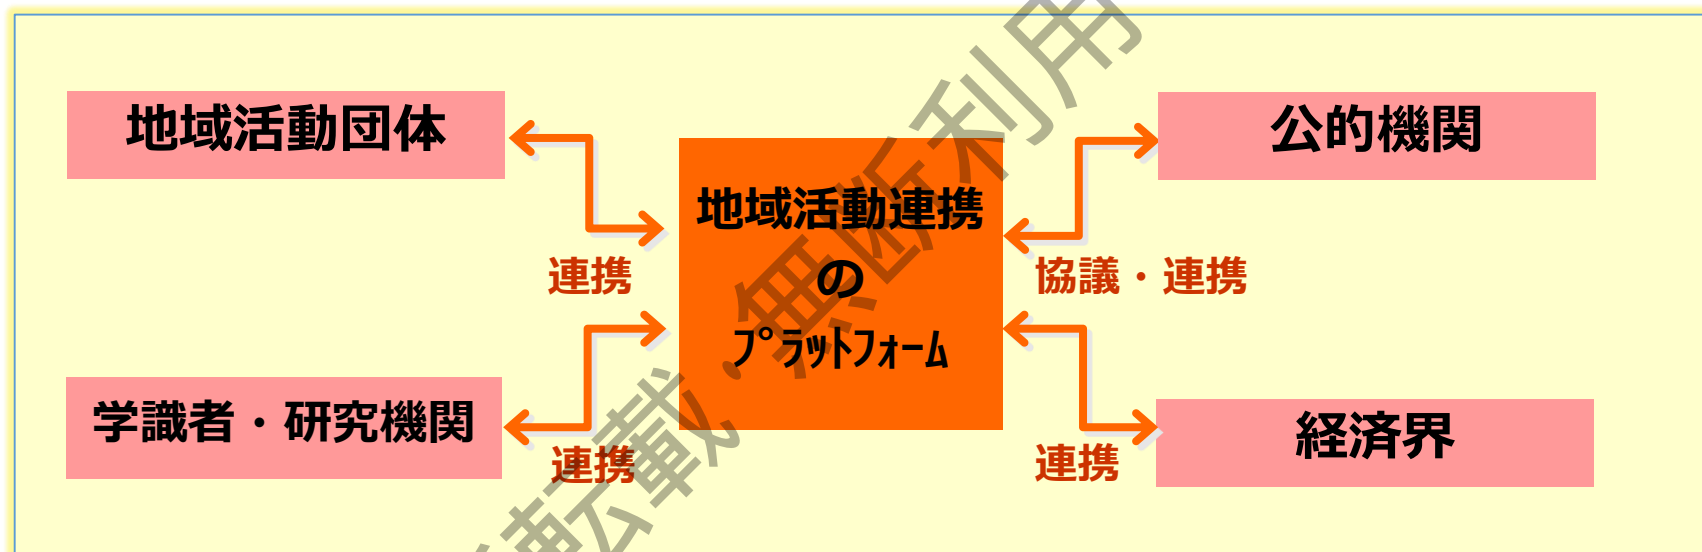 地域活動団体
公的機関
地域活動連携
の
プラットフォーム
連携
協議・連携
学識者・研究機関
経済界
連携
連携
転載・無断利用